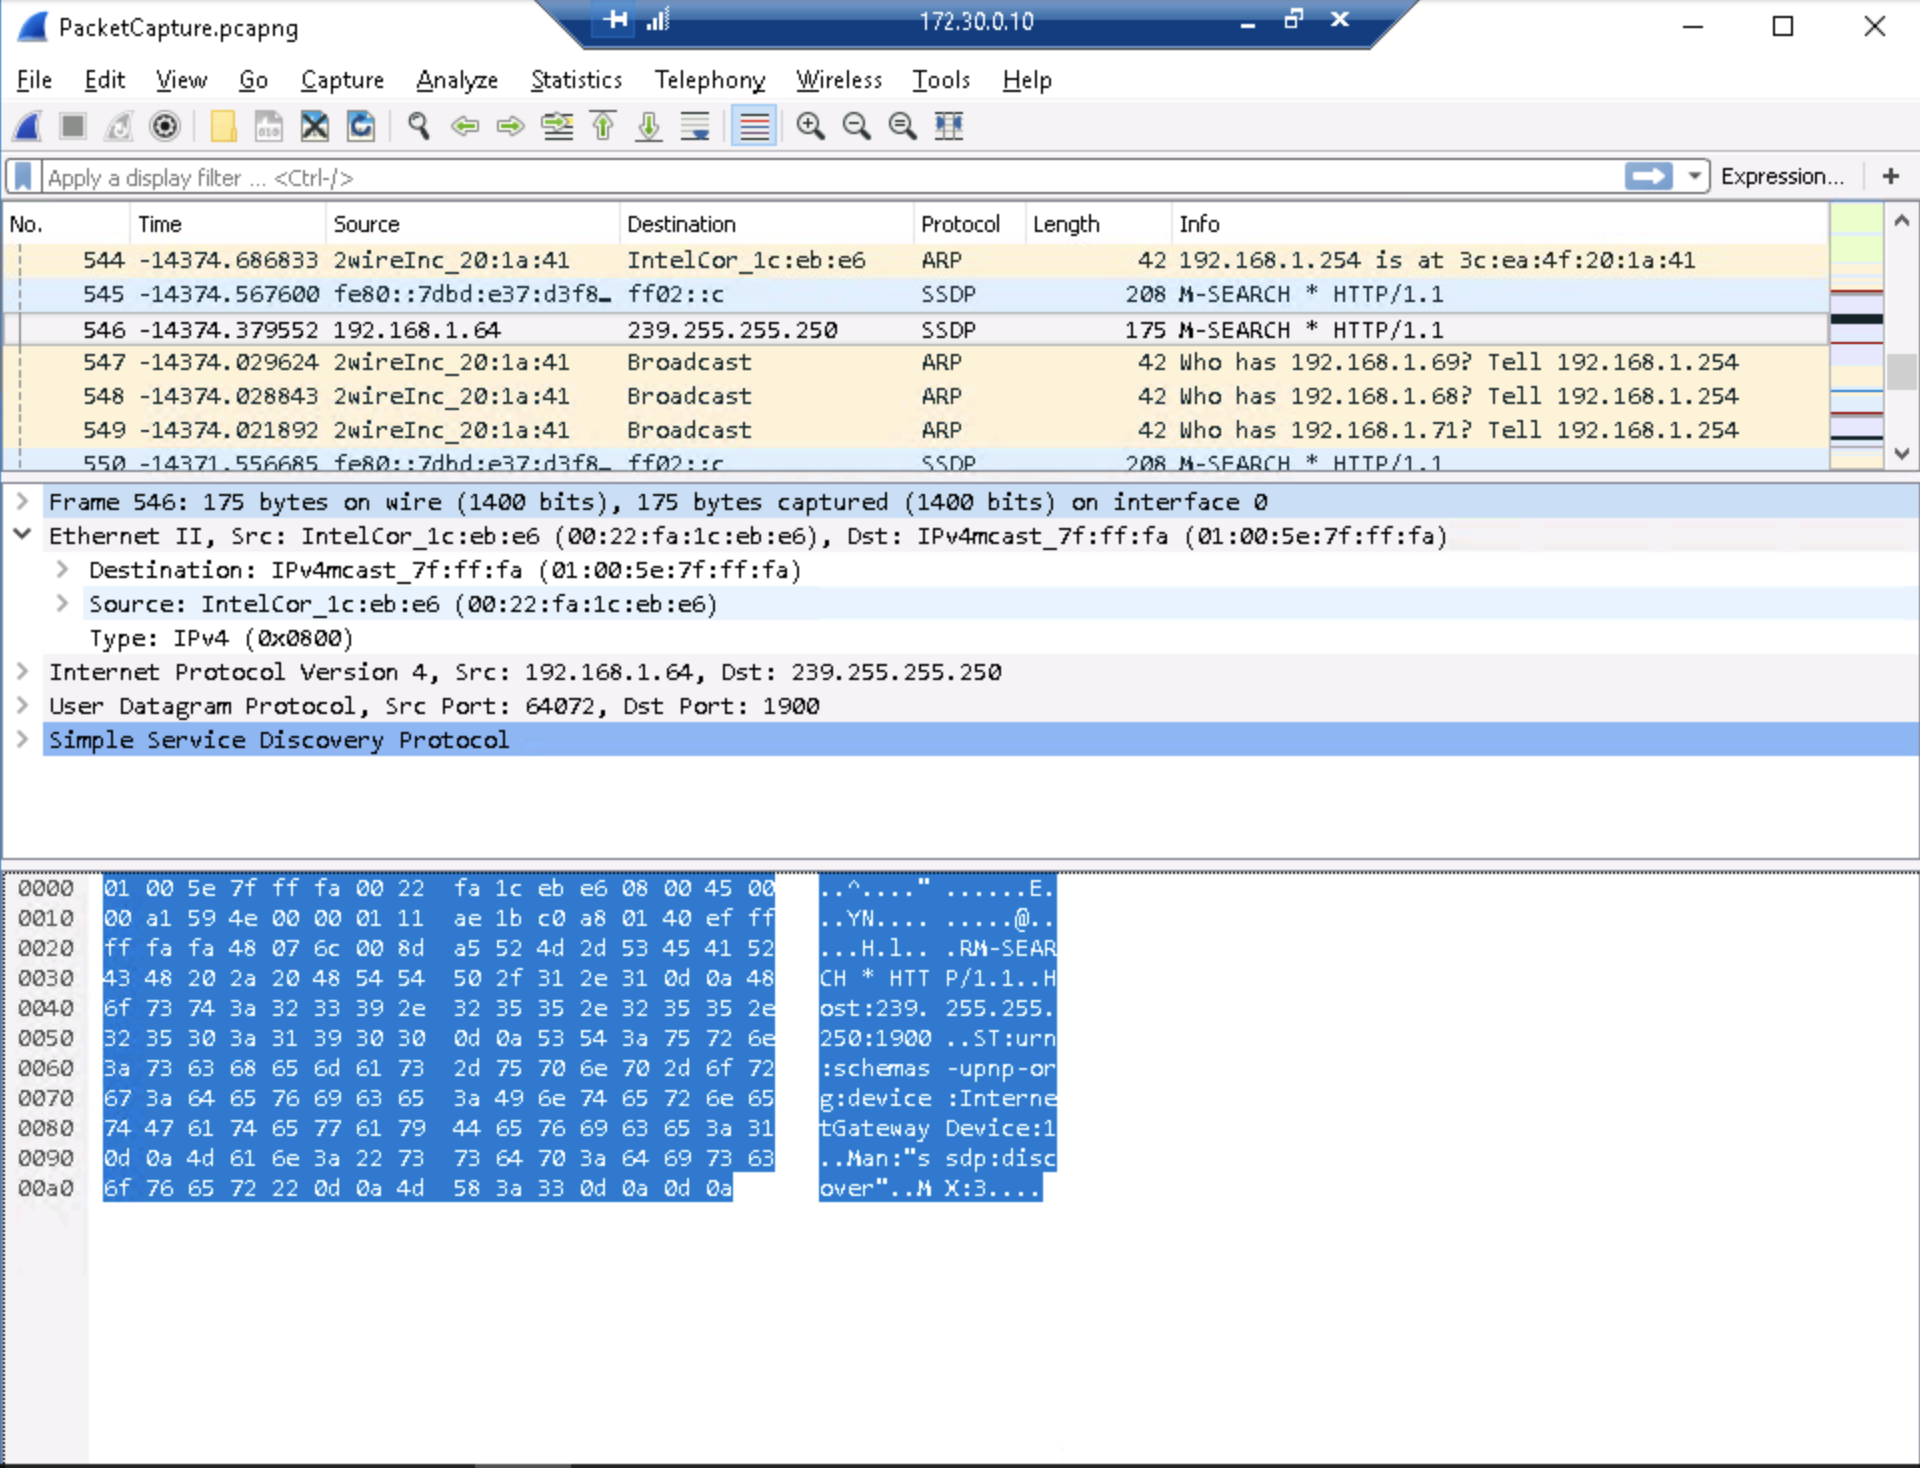 PacketCapture.pcapng
172.30.0.10
File Edit View Go Capture Analyze Statistics Telephony Wireless Tools Help
Apply a display filter ... <Ctrl-/>
Expression... +
No. Time Source Destination Protocol Length Info
544 -14374.686833 2wireInc_20:1a:41 IntelCor_1c:eb:e6 ARP 42 192.168.1.254 is at 3c:ea:4f:20:1a:41
545 -14374.567600 fe80::7dbd:e37:d3f8… ff02::c SSDP 208 M-SEARCH * HTTP/1.1
546 -14374.379552 192.168.1.64 239.255.255.250 SSDP 175 M-SEARCH * HTTP/1.1
547 -14374.029624 2wireInc_20:1a:41 Broadcast ARP 42 Who has 192.168.1.69? Tell 192.168.1.254
548 -14374.028843 2wireInc_20:1a:41 Broadcast ARP 42 Who has 192.168.1.68? Tell 192.168.1.254
549 -14374.021892 2wireInc_20:1a:41 Broadcast ARP 42 Who has 192.168.1.71? Tell 192.168.1.254
550 -14371.556685 fe80::7dbd:e37:d3f8… ff02::c SSDP 208 M-SEARCH * HTTP/1.1
Frame 546: 175 bytes on wire (1400 bits), 175 bytes captured (1400 bits) on interface 0
Ethernet II, Src: IntelCor_1c:eb:e6 (00:22:fa:1c:eb:e6), Dst: IPv4mcast_7f:ff:fa (01:00:5e:7f:ff:fa)
Destination: IPv4mcast_7f:ff:fa (01:00:5e:7f:ff:fa)
Source: IntelCor_1c:eb:e6 (00:22:fa:1c:eb:e6)
Type: IPv4 (0x0800)
Internet Protocol Version 4, Src: 192.168.1.64, Dst: 239.255.255.250
User Datagram Protocol, Src Port: 64072, Dst Port: 1900
Simple Service Discovery Protocol
0000 01 00 5e 7f ff fa 00 22 fa 1c eb e6 08 00 45 00 ..^...." ......E.
0010 00 a1 59 4e 00 00 01 11 ae 1b c0 a8 01 40 ef ff ..YN.... .....@..
0020 ff fa fa 48 07 6c 00 8d a5 52 4d 2d 53 45 41 52 ...H.l.. .RM-SEAR
0030 43 48 20 2a 20 48 54 54 50 2f 31 2e 31 0d 0a 48 CH * HTT P/1.1..H
0040 6f 73 74 3a 32 33 39 2e 32 35 35 2e 32 35 35 2e ost:239. 255.255.
0050 32 35 30 3a 31 39 30 30 0d 0a 53 54 3a 75 72 6e 250:1900 ..ST:urn
0060 3a 73 63 68 65 6d 61 73 2d 75 70 6e 70 2d 6f 72 :schemas -upnp-or
0070 67 3a 64 65 76 69 63 65 3a 49 6e 74 65 72 6e 65 g:device :Interne
0080 74 47 61 74 65 77 61 79 44 65 76 69 63 65 3a 31 tGateway Device:1
0090 0d 0a 4d 61 6e 3a 22 73 73 64 70 3a 64 69 73 63 ..Man:"s sdp:disc
00a0 6f 76 65 72 22 0d 0a 4d 58 3a 33 0d 0a 0d 0a over"..M X:3....